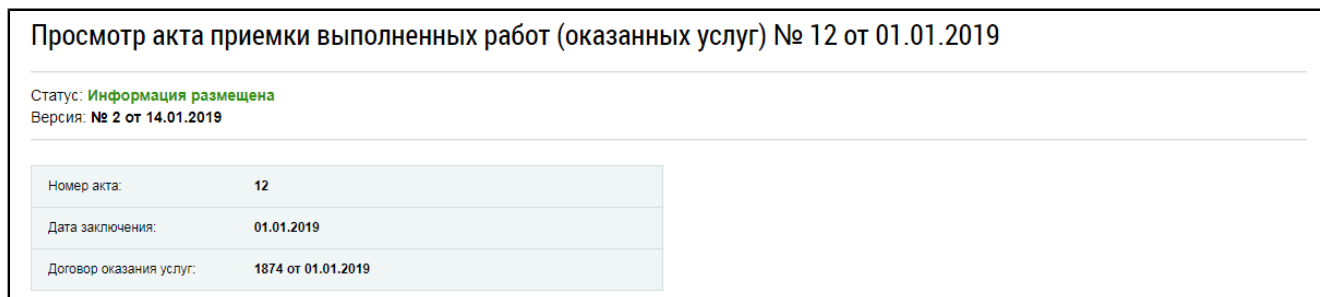 Просмотр акта приемки выполненных работ (оказанных услуг) № 12 от 01.01.2019
Статус: Информация размещена
Версия: № 2 от 14.01.2019
Номер акта: 12
Дата заключения: 01.01.2019
Договор оказания услуг: 1874 от 01.01.2019